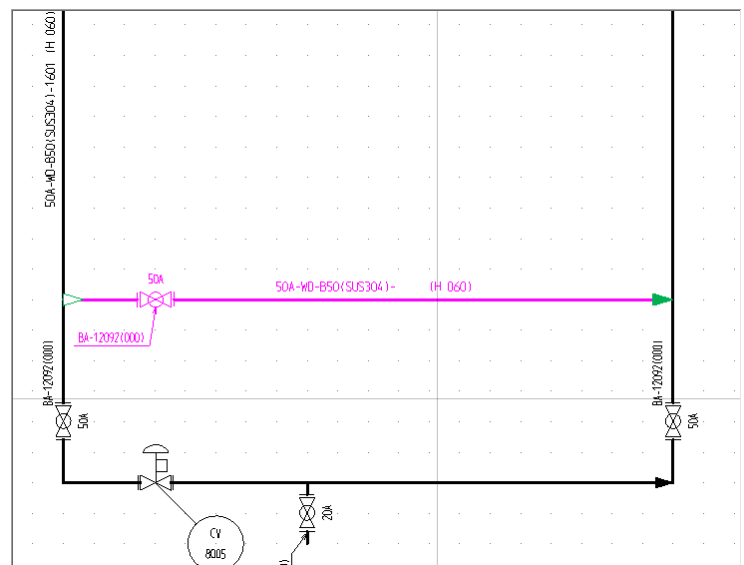 50A-WD-B50(SUS304)-1601 (H 060)
50A
50A-WD-B50(SUS304)- (H 060)
BA-12092(000)
BA-12092(000)
50A
BA-12092(000)
50A
20A
CV
8005